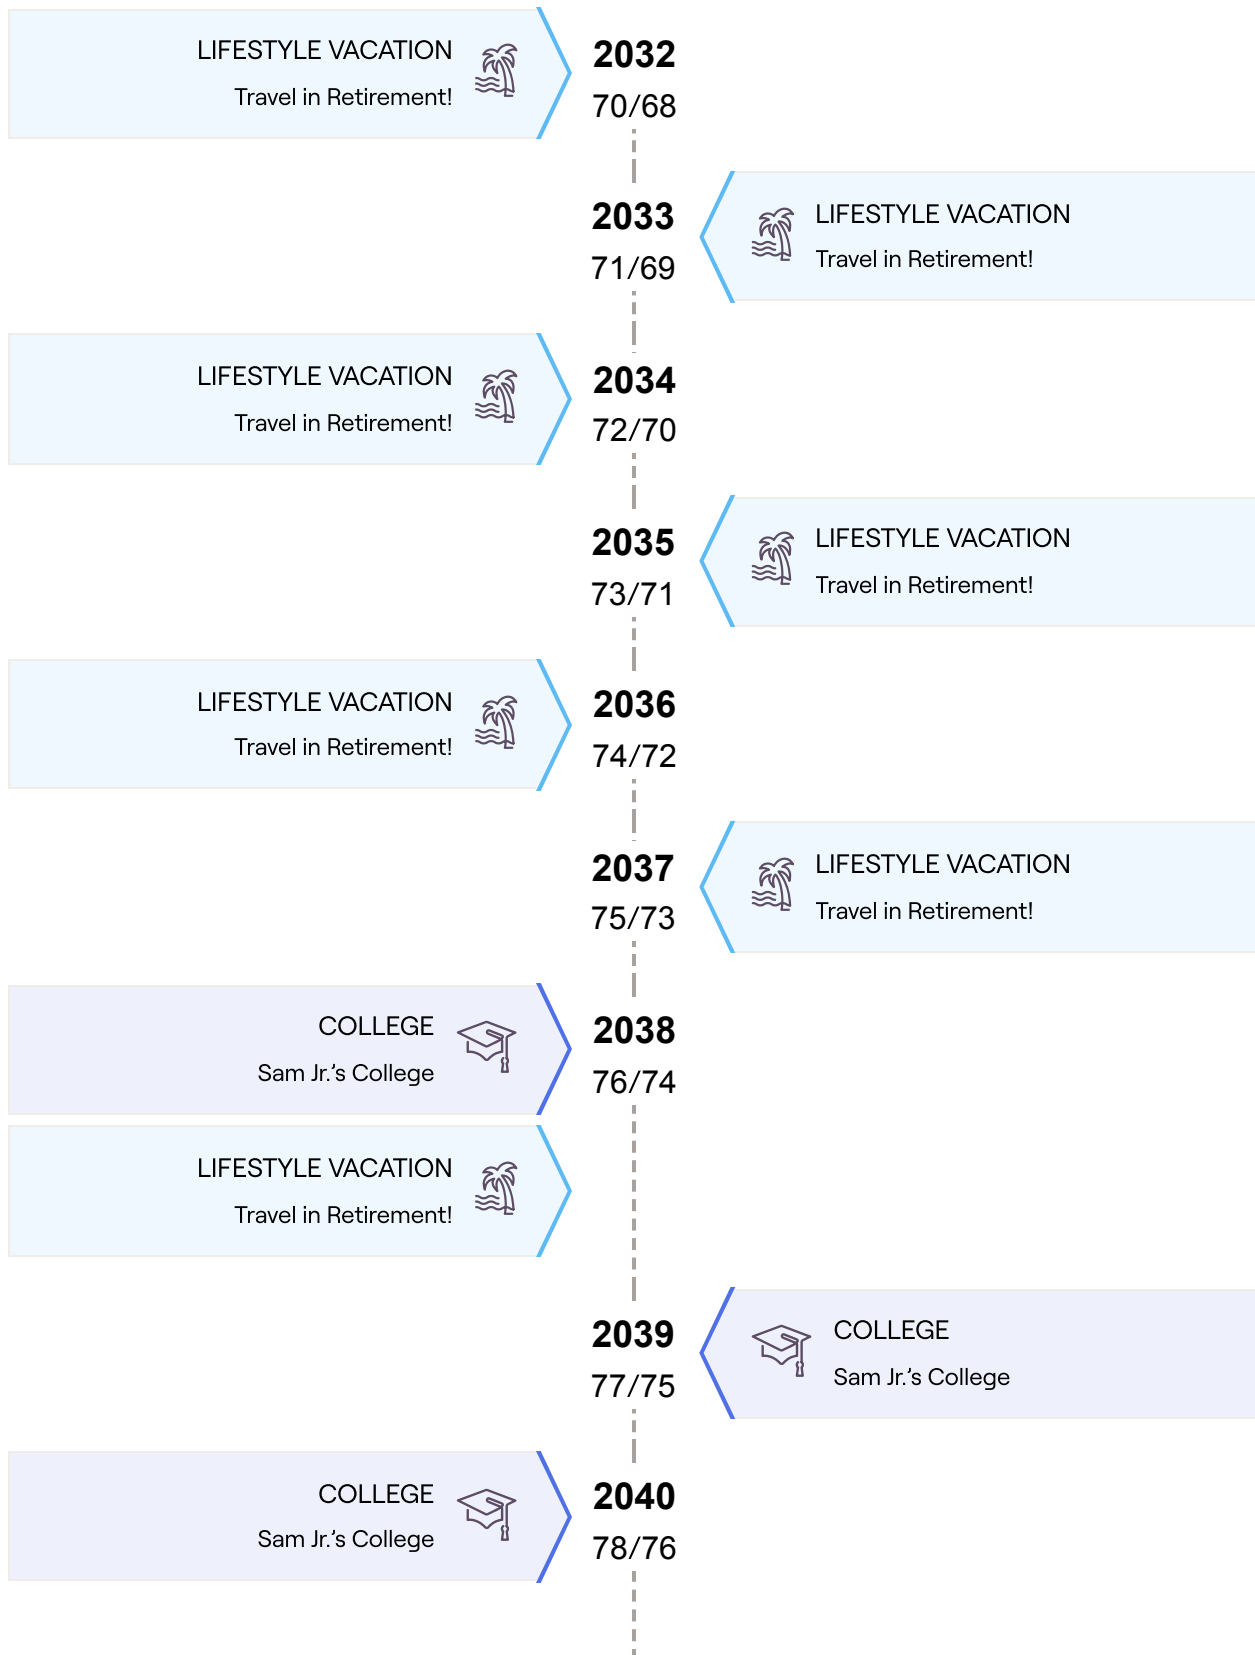 LIFESTYLE VACATION
Travel in Retirement!
2032
70/68
2033
71/69
LIFESTYLE VACATION
Travel in Retirement!
LIFESTYLE VACATION
Travel in Retirement!
2034
72/70
2035
73/71
LIFESTYLE VACATION
Travel in Retirement!
LIFESTYLE VACATION
Travel in Retirement!
2036
74/72
2037
75/73
LIFESTYLE VACATION
Travel in Retirement!
COLLEGE
Sam Jr.’s College
2038
76/74
LIFESTYLE VACATION
Travel in Retirement!
2039
77/75
COLLEGE
Sam Jr.’s College
COLLEGE
Sam Jr.’s College
2040
78/76